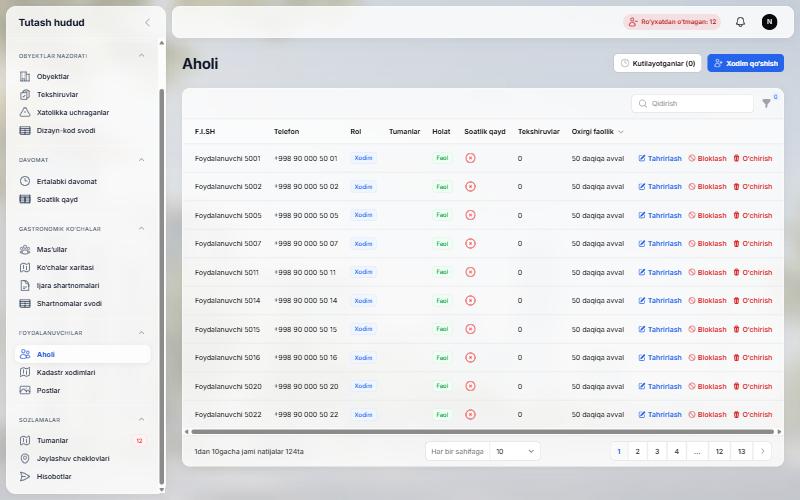 Tutash hudud
Ro'yxatdan o'tmagan: 12
N
OBYEKTLAR NAZORATI
Obyektlar
Tekshiruvlar
Xatolikka uchraganlar
Dizayn-kod svodi
DAVOMAT
Ertalabki davomat
Soatlik qayd
GASTRONOMIK KO'CHALAR
Mas'ullar
Ko'chalar xaritasi
Ijara shartnomalari
Shartnomalar svodi
FOYDALANUVCHILAR
Aholi
Kadastr xodimlari
Postlar
SOZLAMALAR
Tumanlar 12
Joylashuv cheklovlari
Hisobotlar
Aholi
Kutilayotganlar (0) Xodim qo'shish
Qidirish 0
F.I.SH Telefon Rol Tumanlar Holat Soatlik qayd Tekshiruvlar Oxirgi faollik
Foydalanuvchi 5001 +998 90 000 50 01 Xodim Faol 0 50 daqiqa avval Tahrirlash Bloklash O'chirish
Foydalanuvchi 5002 +998 90 000 50 02 Xodim Faol 0 50 daqiqa avval Tahrirlash Bloklash O'chirish
Foydalanuvchi 5005 +998 90 000 50 05 Xodim Faol 0 50 daqiqa avval Tahrirlash Bloklash O'chirish
Foydalanuvchi 5007 +998 90 000 50 07 Xodim Faol 0 50 daqiqa avval Tahrirlash Bloklash O'chirish
Foydalanuvchi 5011 +998 90 000 50 11 Xodim Faol 0 50 daqiqa avval Tahrirlash Bloklash O'chirish
Foydalanuvchi 5014 +998 90 000 50 14 Xodim Faol 0 50 daqiqa avval Tahrirlash Bloklash O'chirish
Foydalanuvchi 5015 +998 90 000 50 15 Xodim Faol 0 50 daqiqa avval Tahrirlash Bloklash O'chirish
Foydalanuvchi 5016 +998 90 000 50 16 Xodim Faol 0 50 daqiqa avval Tahrirlash Bloklash O'chirish
Foydalanuvchi 5020 +998 90 000 50 20 Xodim Faol 0 50 daqiqa avval Tahrirlash Bloklash O'chirish
Foydalanuvchi 5022 +998 90 000 50 22 Xodim Faol 0 50 daqiqa avval Tahrirlash Bloklash O'chirish
1dan 10gacha jami natijalar 124ta Har bir sahifaga 10 1 2 3 4 ... 12 13